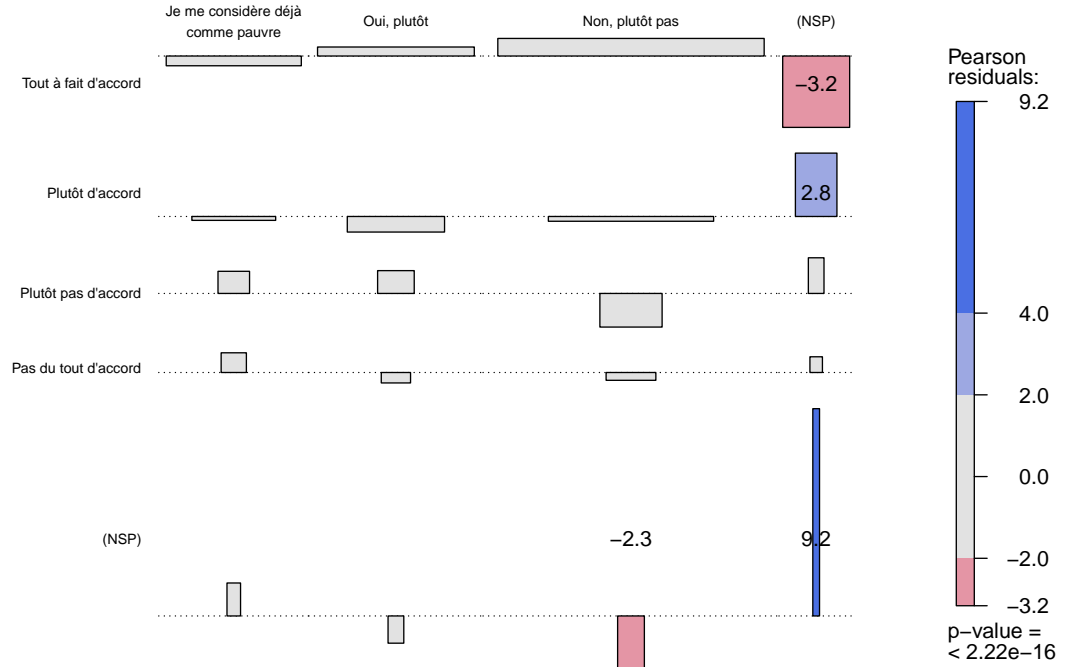 Je me considère déjà
comme pauvre
Oui, plutôt
Non, plutôt pas
(NSP)
Tout à fait d'accord
−3.2
Plutôt d'accord
2.8
Plutôt pas d'accord
Pas du tout d'accord
(NSP)
−2.3
9.2
Pearson
residuals:
9.2
4.0
2.0
0.0
−2.0
−3.2
p−value =
< 2.22e−16